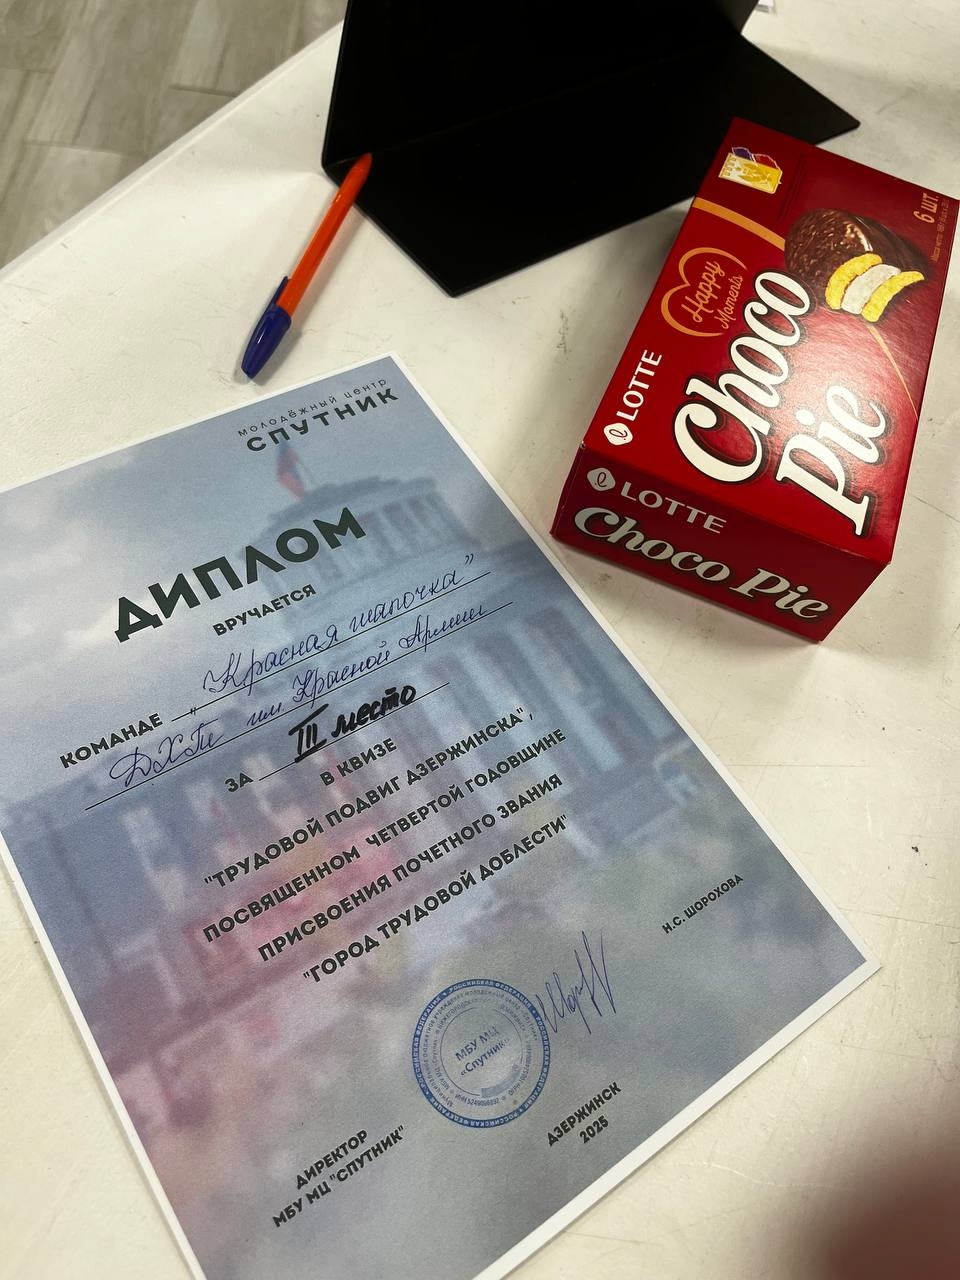 МОЛОДЁЖНЫЙ ЦЕНТР
СПУТНИК
ДИПЛОМ
ВРУЧАЕТСЯ
КОМАНДЕ "Красная шапочка"
им. Красной Армии
ЗА III место
В КВИЗЕ
"ТРУДОВОЙ ПОДВИГ ДЗЕРЖИНСКА",
ПОСВЯЩЕННОМ ЧЕТВЕРТОЙ ГОДОВЩИНЕ
ПРИСВОЕНИЯ ПОЧЕТНОГО ЗВАНИЯ
"ГОРОД ТРУДОВОЙ ДОБЛЕСТИ"
Н.С. ШОРОХОВА
МБУ МЦ
«Спутник»
ДИРЕКТОР
МБУ МЦ "СПУТНИК"
ДЗЕРЖИНСК
2025
6 ШТ
Happy
Moments
LOTTE
Choco
Pie
LOTTE
Choco Pie